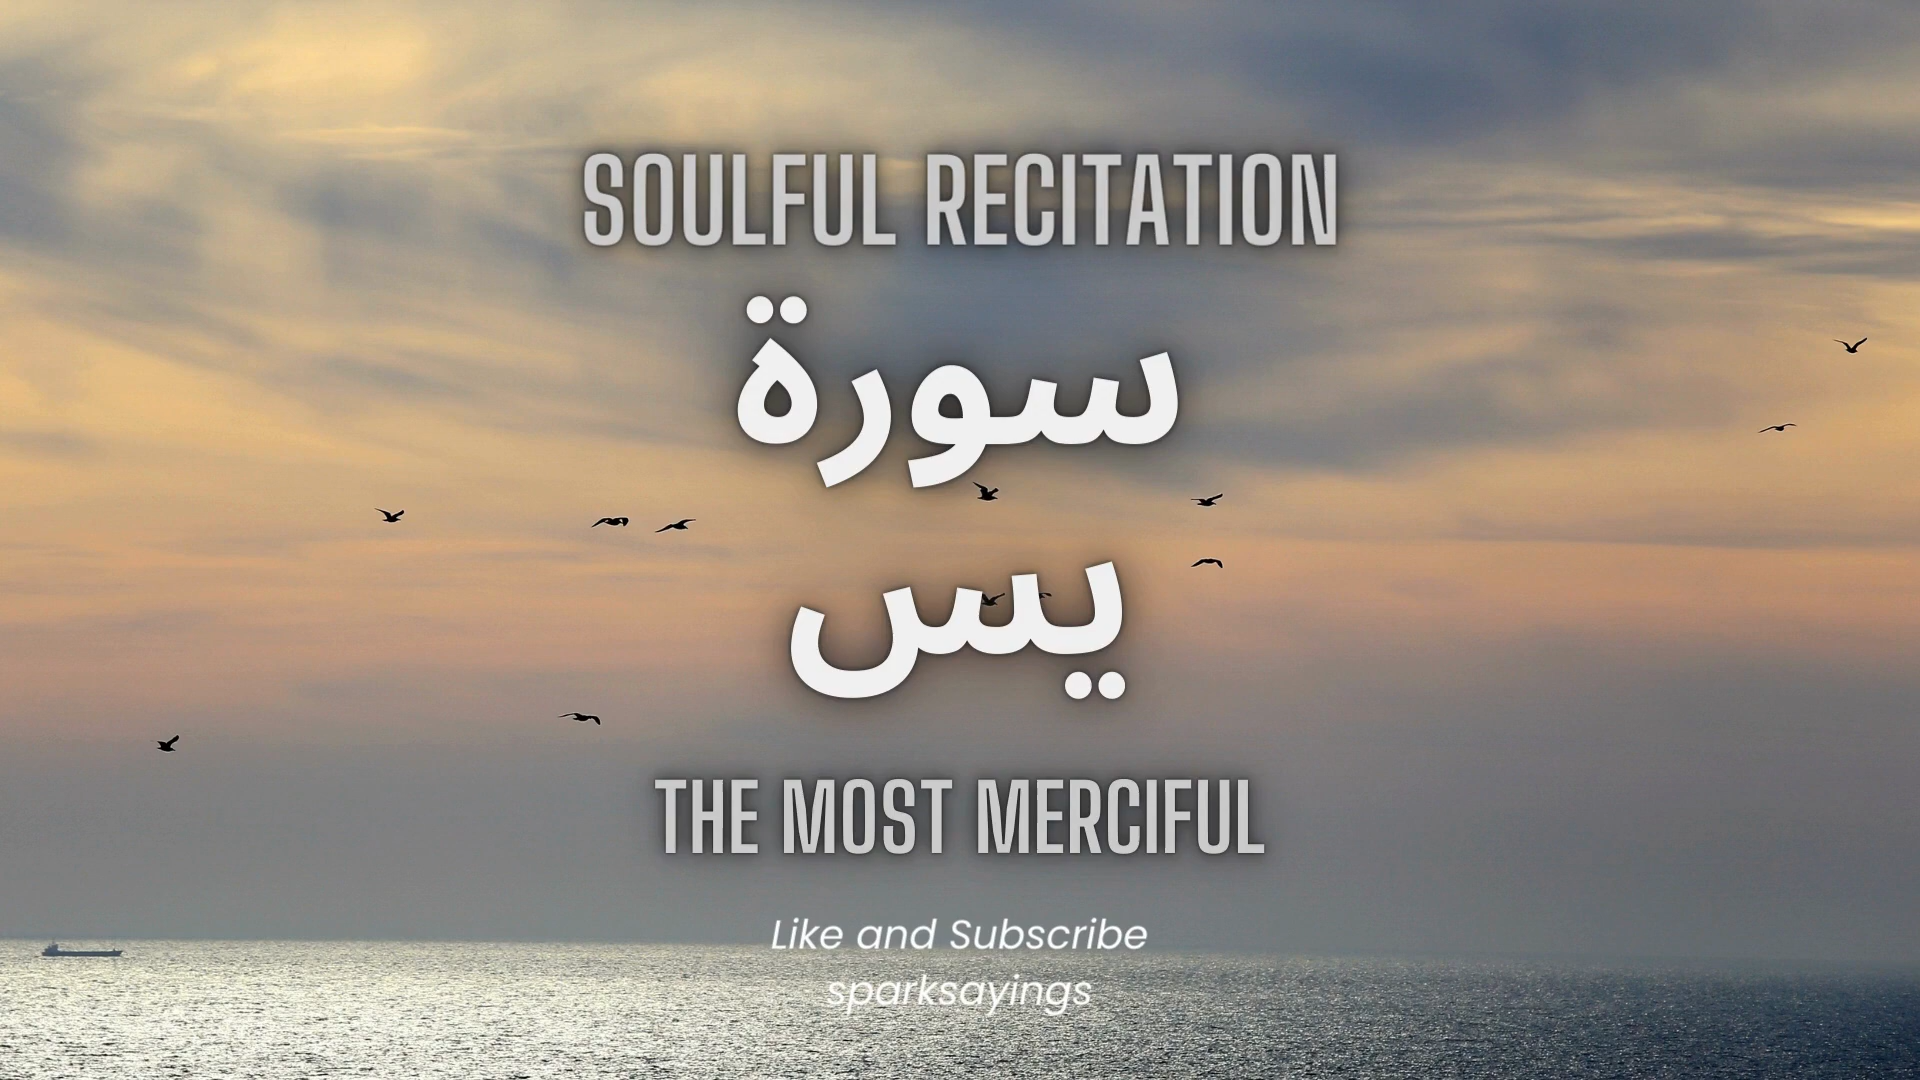 SOULFUL RECITATION
سورة
يس
THE MOST MERCIFUL
Like and Subscribe
sparksayings